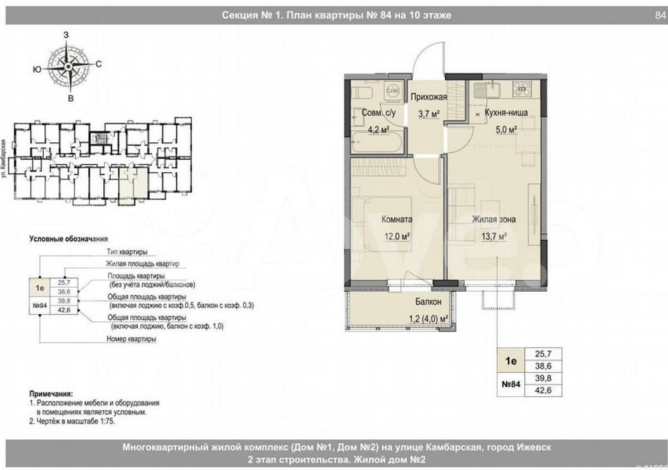 Секция № 1. План квартиры № 84 на 10 этаже
84
З
Ю
С
В
ул. Камбарская
Совм. с/у
4,2 м²
Прихожая
3,7 м²
Кухня-ниша
5,0 м²
Комната
12,0 м²
Жилая зона
13,7 м²
Балкон
1,2 (4,0) м²
Условные обозначания
Тип квартиры
Жилая площадь квартир
Площадь квартиры
(без учёта лоджий/балконов)
Общая площадь квартиры
(включая лоджию с коэф.0,5, балкон с коэф. 0,3)
Общая площадь квартиры
(включая лоджию, балкон с коэф. 1,0)
Номер квартиры
1е
№84
25,7
38,6
39,8
42,6
1е
№84
25,7
38,6
39,8
42,6
Примечания:
1. Расположение мебели и оборудования
в помещениях является условным.
2. Чертёж в масштабе 1:75.
Многоквартирный жилой комплекс (Дом №1, Дом №2) на улице Камбарская, город Ижевск
2 этап строительства. Жилой дом №2